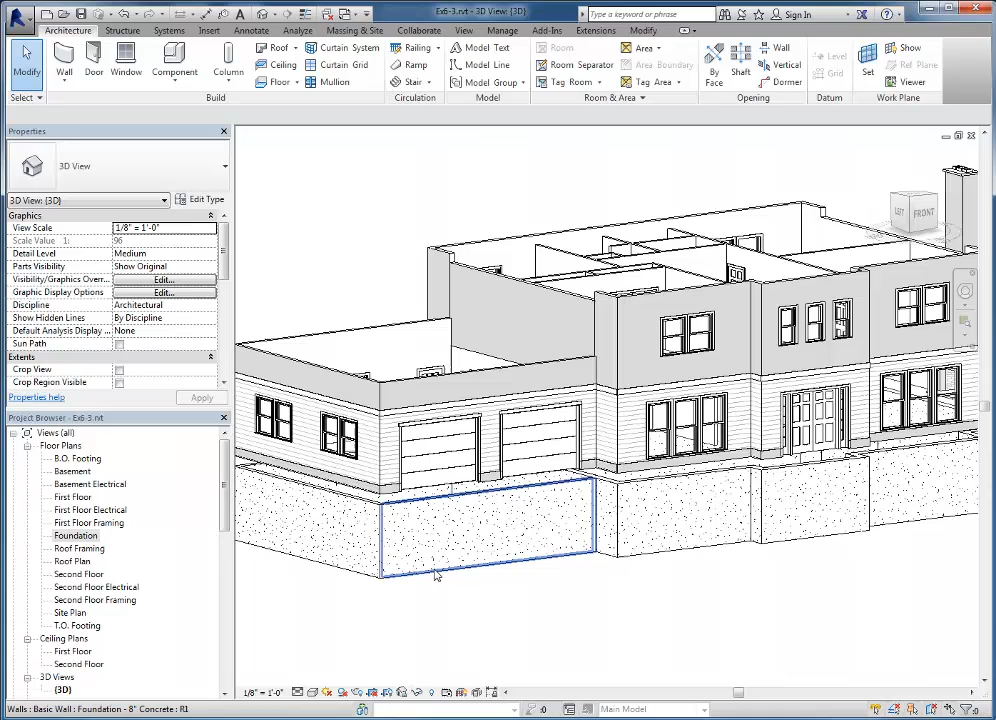 Ex6-3.rvt - 3D View: {3D}
Type a keyword or phrase
Sign In
Architecture Structure Systems Insert Annotate Analyze Massing & Site Collaborate View Manage Add-Ins Extensions Modify
Modify
Wall
Door
Window
Component
Column
Roof
Ceiling
Floor
Curtain System
Curtain Grid
Mullion
Railing
Ramp
Stair
Model Text
Model Line
Model Group
Room
Room Separator
Tag Room
Area
Area Boundary
Tag Area
By Face
Shaft
Wall
Vertical
Dormer
Level
Grid
Set
Show
Ref Plane
Viewer
Select
Build
Circulation
Model
Room & Area
Opening
Datum
Work Plane
Properties
3D View
3D View: {3D}
Edit Type
Graphics
View Scale 1/8" = 1'-0"
Scale Value 1: 96
Detail Level Medium
Parts Visibility Show Original
Visibility/Graphics Overr... Edit...
Graphic Display Options Edit...
Discipline Architectural
Show Hidden Lines By Discipline
Default Analysis Display ... None
Sun Path
Extents
Crop View
Crop Region Visible
Properties help
Apply
Project Browser - Ex6-3.rvt
Views (all)
Floor Plans
B.O. Footing
Basement
Basement Electrical
First Floor
First Floor Electrical
First Floor Framing
Foundation
Roof Framing
Roof Plan
Second Floor
Second Floor Electrical
Second Floor Framing
Site Plan
T.O. Footing
Ceiling Plans
First Floor
Second Floor
3D Views
{3D}
LEFT
FRONT
1/8" = 1'-0"
Walls : Basic Wall : Foundation - 8" Concrete : R1
:0
Main Model
:0